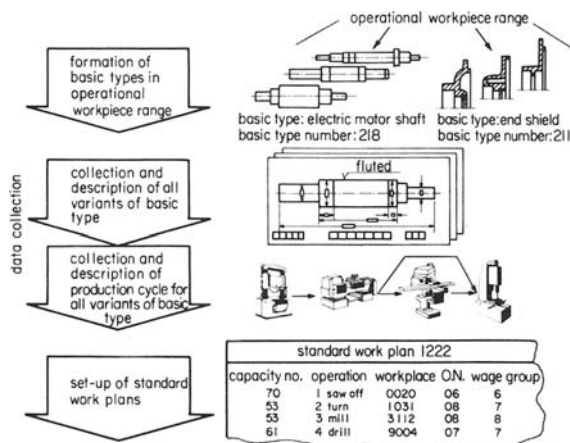 operational workpiece range
formation of
basic types in
operational
workpiece range
basic type: electric motor shaft
basic type number: 218
basic type:end shield
basic type number: 211
data collection
collection and
description of all
variants of basic
type
fluted
collection and
description of
production cycle for
all variants of basic
type
set-up of standard
work plans
standard work plan 1222
capacity no. operation workplace O.N. wage group
70 1 saw off 0020 06 6
53 2 turn 1031 08 7
53 3 mill 3112 08 8
61 4 drill 9004 07 7